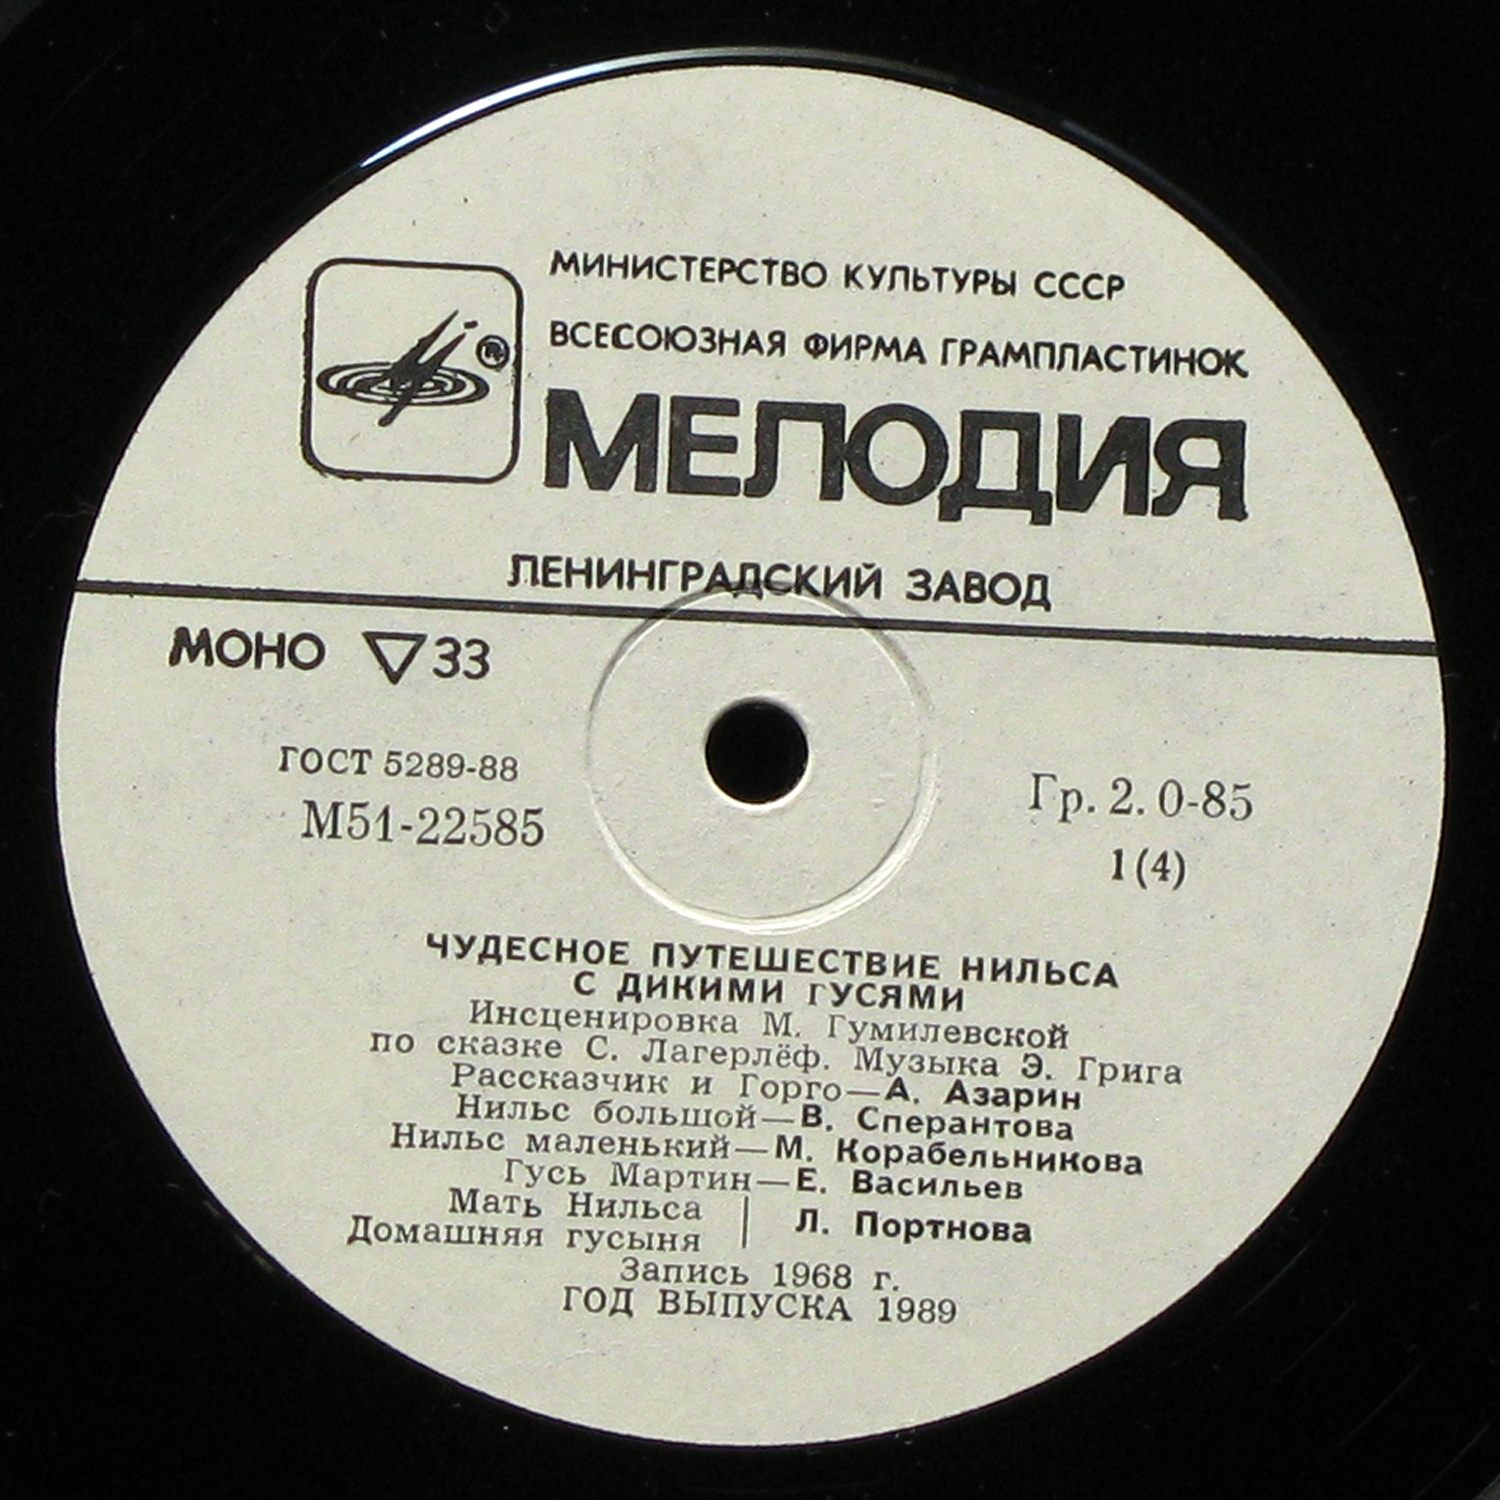 МИНИСТЕРСТВО КУЛЬТУРЫ СССР
ВСЕСОЮЗНАЯ ФИРМА ГРАМПЛАСТИНОК
МЕЛОДИЯ
ЛЕНИНГРАДСКИЙ ЗАВОД
МОНО ▽ 33
ГОСТ 5289-88
М51-22585
Гр. 2. 0-85
1(4)
ЧУДЕСНОЕ ПУТЕШЕСТВИЕ НИЛЬСА
С ДИКИМИ ГУСЯМИ
Инсценировка М. Гумилевской
по сказке С. Лагерлёф. Музыка Э. Грига
Рассказчик и Горго—А. Азарин
Нильс большой—В. Сперантова
Нильс маленький—М. Корабельникова
Гусь Мартин—Е. Васильев
Мать Нильса | Л. Портнова
Домашняя гусыня
Запись 1968 г.
ГОД ВЫПУСКА 1989